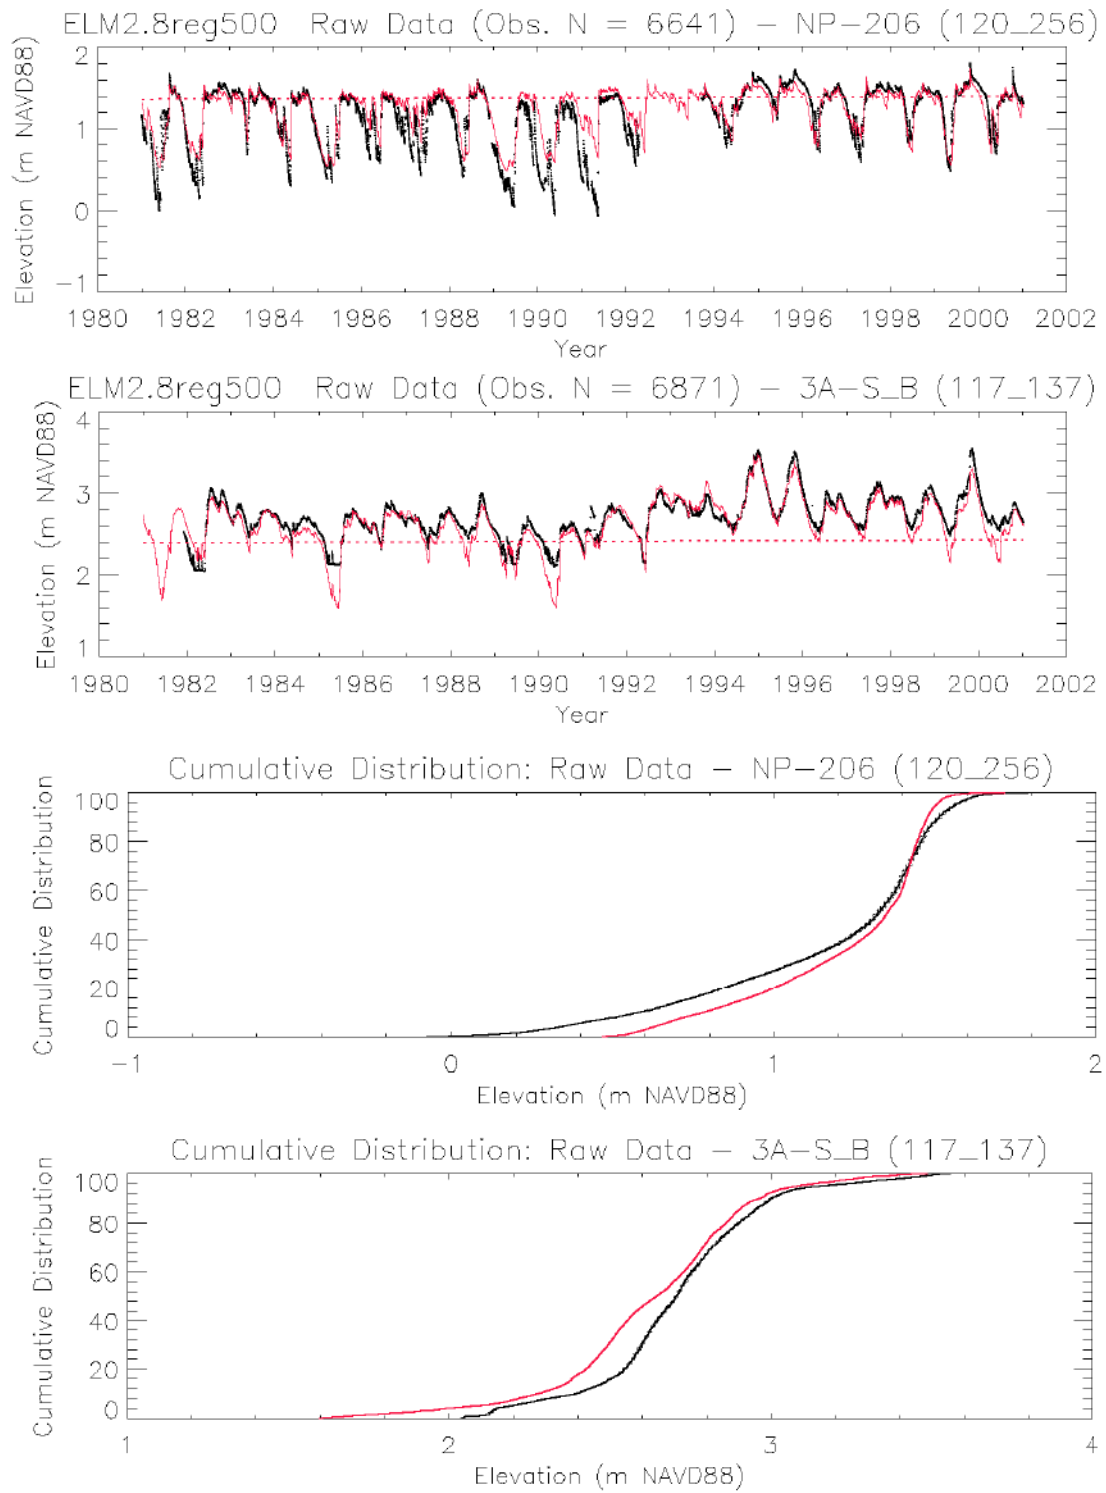 ELM2.8reg500 Raw Data (Obs. N = 6641) – NP–206 (120_256)
Elevation (m NAVD88)
2
1
0
–1
1980 1982 1984 1986 1988 1990 1992 1994 1996 1998 2000 2002
Year
ELM2.8reg500 Raw Data (Obs. N = 6871) – 3A–S_B (117_137)
Elevation (m NAVD88)
4
3
2
1
1980 1982 1984 1986 1988 1990 1992 1994 1996 1998 2000 2002
Year
Cumulative Distribution: Raw Data – NP–206 (120_256)
Cumulative Distribution
100
80
60
40
20
0
–1 0 1 2
Elevation (m NAVD88)
Cumulative Distribution: Raw Data – 3A–S_B (117_137)
Cumulative Distribution
100
80
60
40
20
0
1 2 3 4
Elevation (m NAVD88)